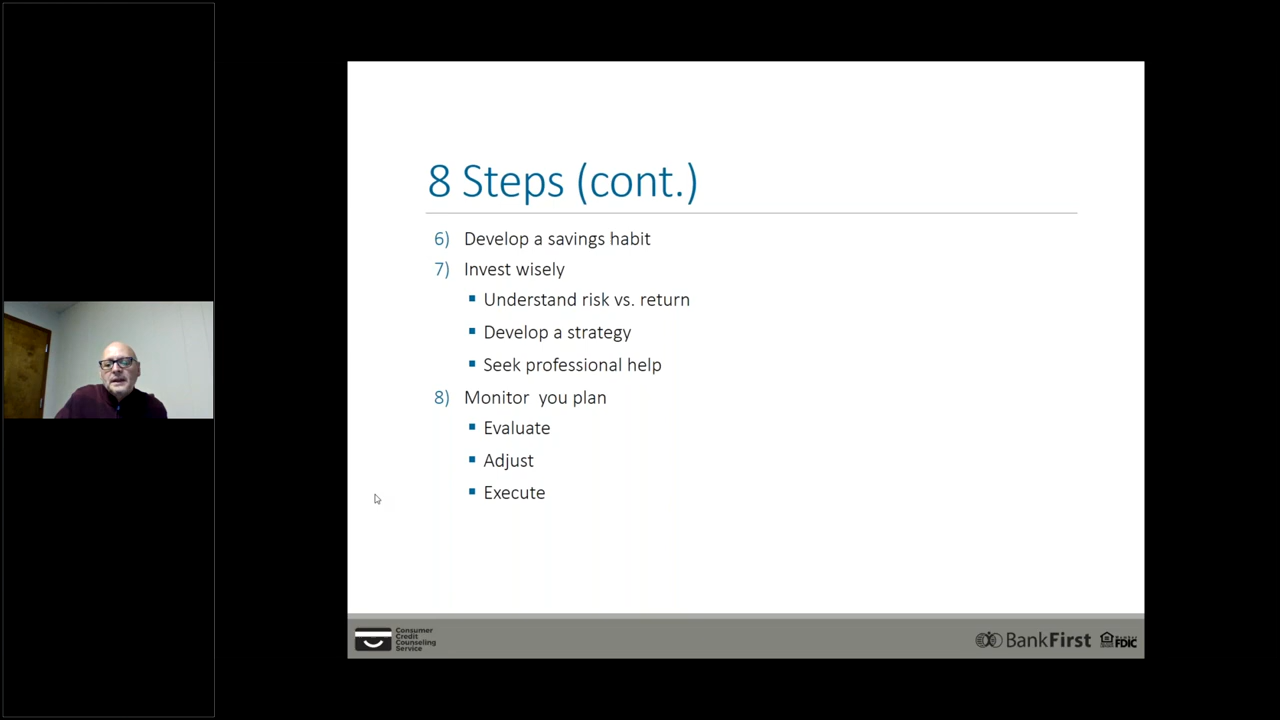 8 Steps (cont.)
6) Develop a savings habit
7) Invest wisely
▪ Understand risk vs. return
▪ Develop a strategy
▪ Seek professional help
8) Monitor  you plan
▪ Evaluate
▪ Adjust
▪ Execute
Consumer
Credit
Counseling
Service
BankFirst
FDIC